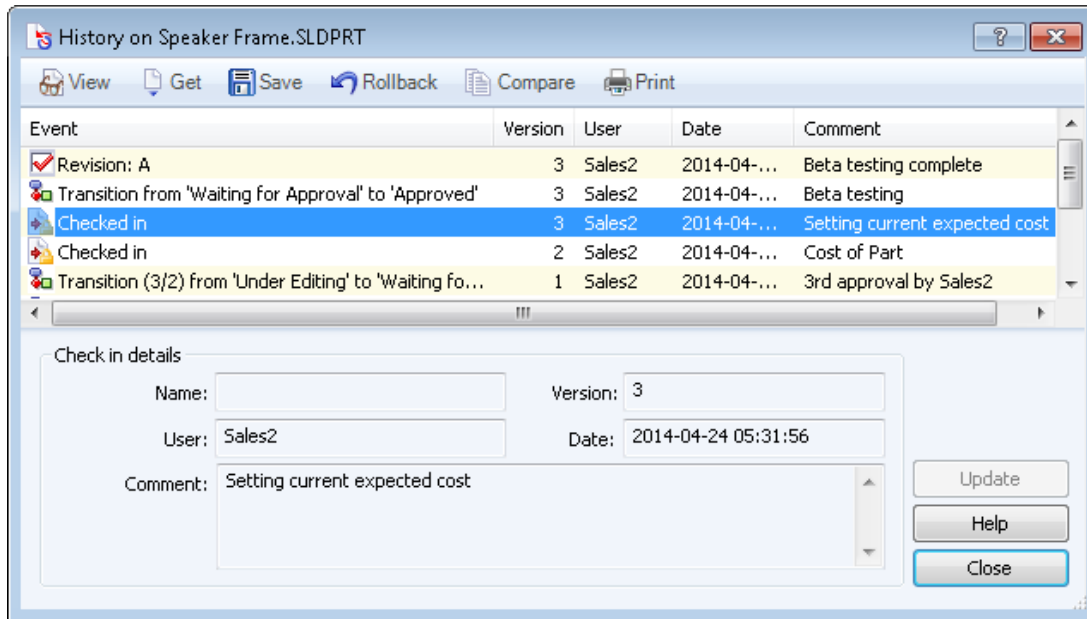 History on Speaker Frame.SLDPRT
View Get Save Rollback Compare Print
Event Version User Date Comment
Revision: A 3 Sales2 2014-04-... Beta testing complete
Transition from 'Waiting for Approval' to 'Approved' 3 Sales2 2014-04-... Beta testing
Checked in 3 Sales2 2014-04-... Setting current expected cost
Checked in 2 Sales2 2014-04-... Cost of Part
Transition (3/2) from 'Under Editing' to 'Waiting fo... 1 Sales2 2014-04-... 3rd approval by Sales2
Check in details
Name: Version: 3
User: Sales2 Date: 2014-04-24 05:31:56
Comment: Setting current expected cost
Update
Help
Close